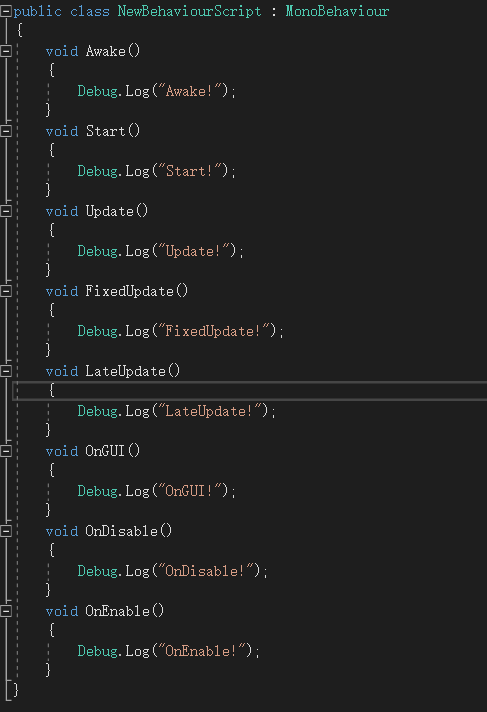 public class NewBehaviourScript : MonoBehaviour
{
void Awake()
{
Debug.Log("Awake!");
}
void Start()
{
Debug.Log("Start!");
}
void Update()
{
Debug.Log("Update!");
}
void FixedUpdate()
{
Debug.Log("FixedUpdate!");
}
void LateUpdate()
{
Debug.Log("LateUpdate!");
}
void OnGUI()
{
Debug.Log("OnGUI!");
}
void OnDisable()
{
Debug.Log("OnDisable!");
}
void OnEnable()
{
Debug.Log("OnEnable!");
}
}